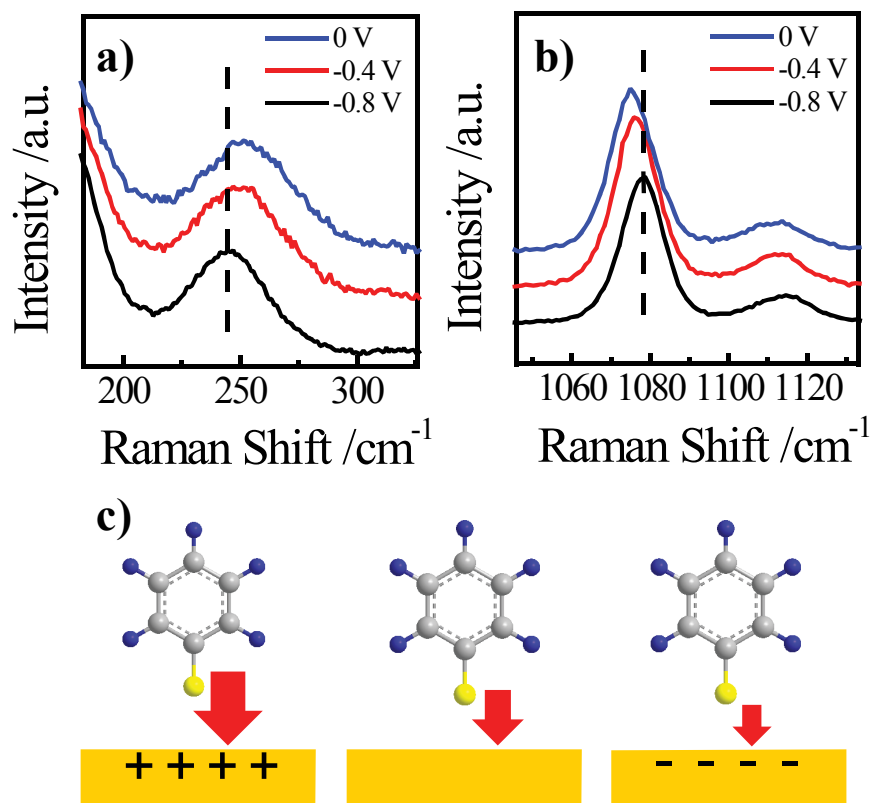 a)
0 V
-0.4 V
-0.8 V
Intensity /a.u.
200 250 300
Raman Shift /cm⁻¹
b)
0 V
-0.4 V
-0.8 V
Intensity /a.u.
1060 1080 1100 1120
Raman Shift /cm⁻¹
c)
+ + + +
- - - -